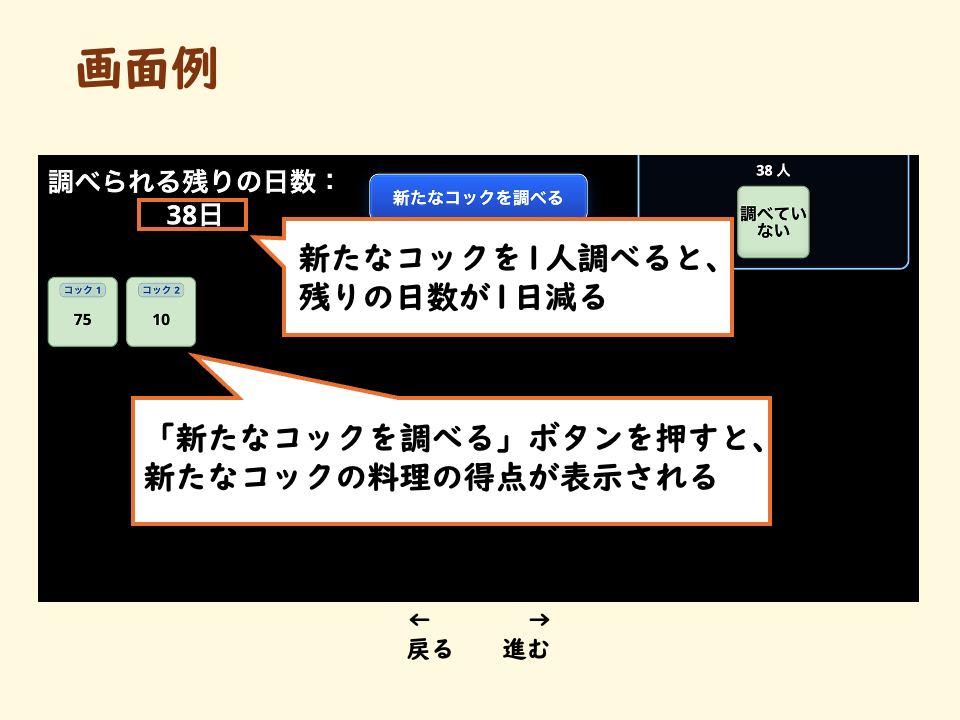 画面例
調べられる残りの日数：
38日
新たなコックを調べる
38 人
調べてい
ない
新たなコックを1人調べると、
残りの日数が1日減る
コック 1
75
コック 2
10
「新たなコックを調べる」ボタンを押すと、
新たなコックの料理の得点が表示される
← →
戻る 進む